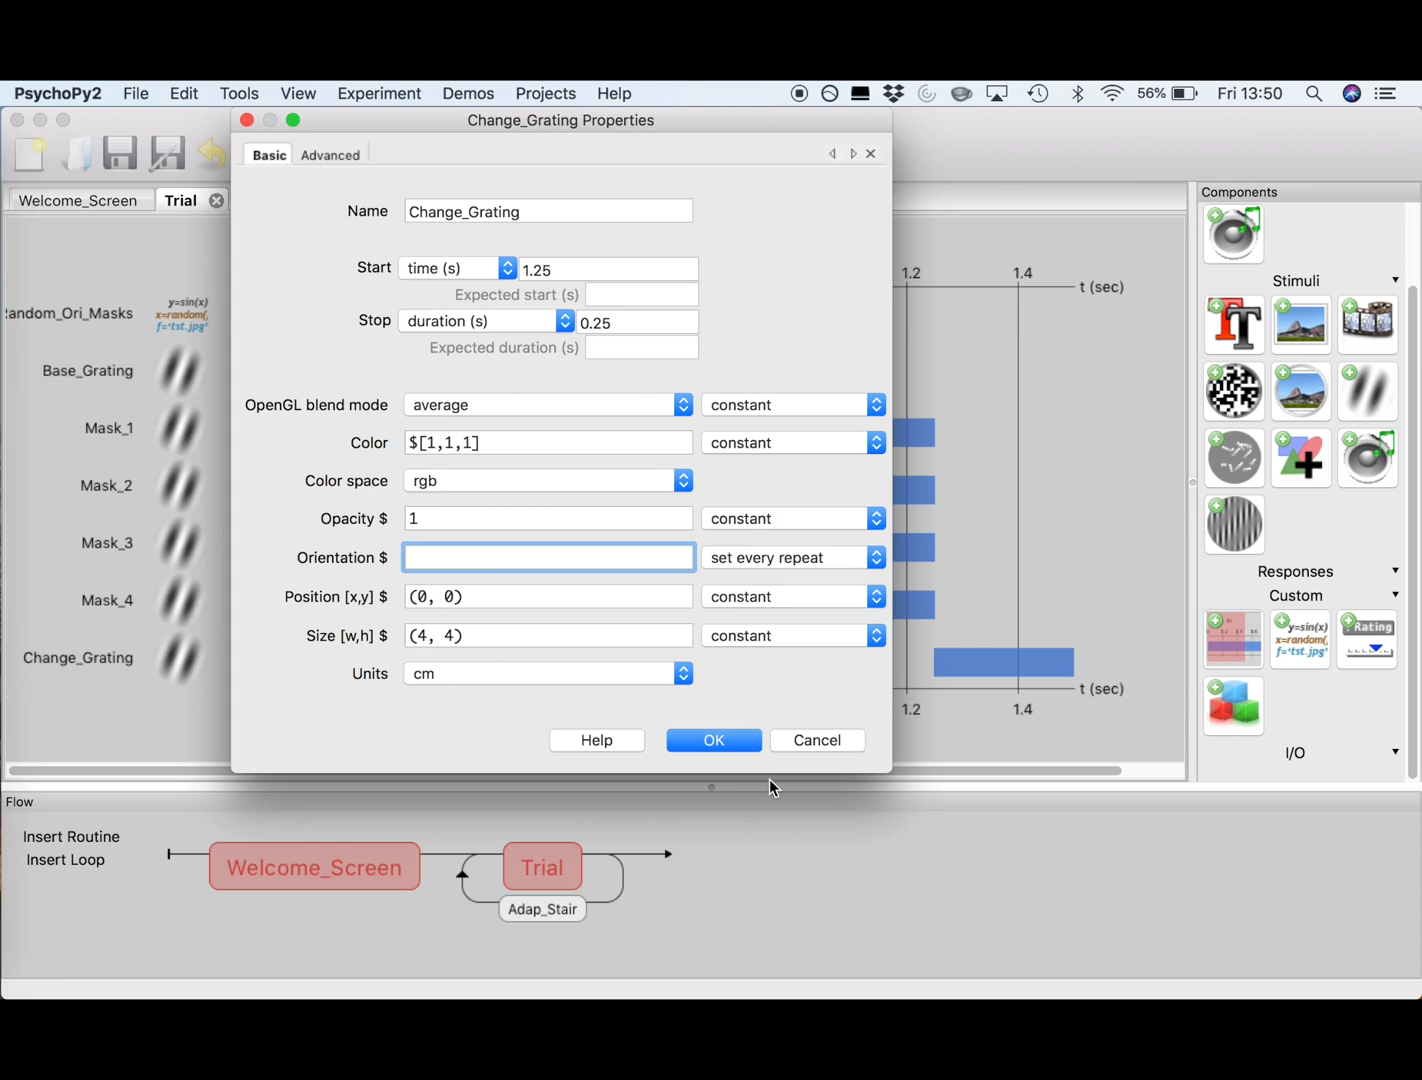 PsychoPy2 File Edit Tools View Experiment Demos Projects Help 56% Fri 13:50
Change_Grating Properties
Basic Advanced
Welcome_Screen Trial
Components
Name Change_Grating
Start time (s) 1.25
Expected start (s)
Stop duration (s) 0.25
Expected duration (s)
OpenGL blend mode average constant
Color $[1,1,1] constant
Color space rgb
Opacity $ 1 constant
Orientation $ set every repeat
Position [x,y] $ (0, 0) constant
Size [w,h] $ (4, 4) constant
Units cm
Help OK Cancel
andom_Ori_Masks
y=sin(x)
x=random(,
f='tst.jpg'
Base_Grating
Mask_1
Mask_2
Mask_3
Mask_4
Change_Grating
1.2 1.4
t (sec)
t (sec)
1.2 1.4
Stimuli
T
Responses
Custom
y=sin(x)
x=random(,
f='tst.jpg'
Rating
I/O
Flow
Insert Routine
Insert Loop
Welcome_Screen
Trial
Adap_Stair